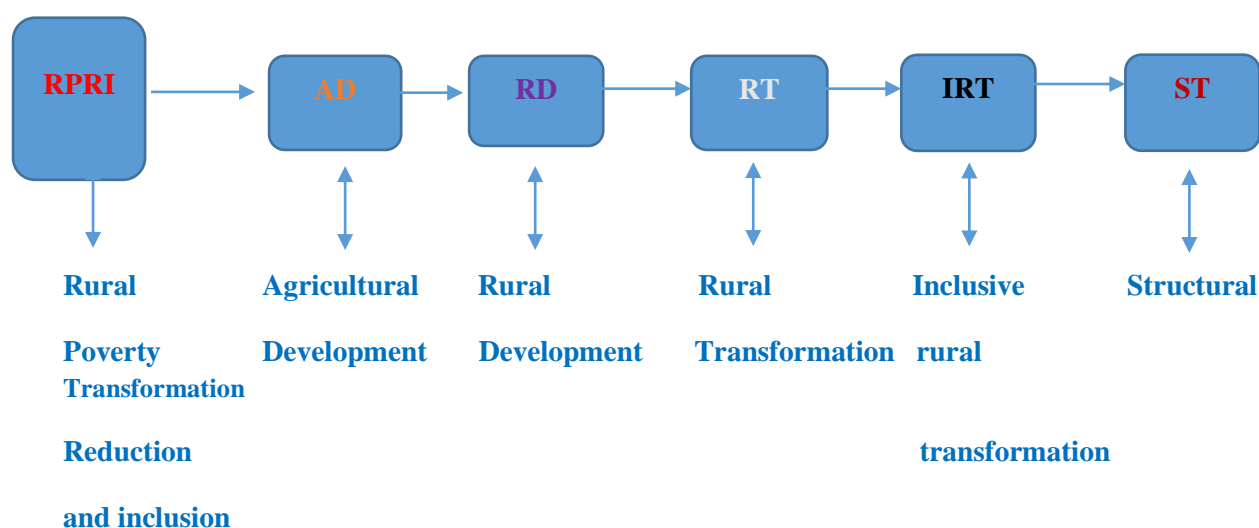 RPRI AD RD RT IRT ST
Rural Agricultural Rural Rural Inclusive Structural
Poverty Development Development Transformation rural
Transformation
Reduction transformation
and inclusion